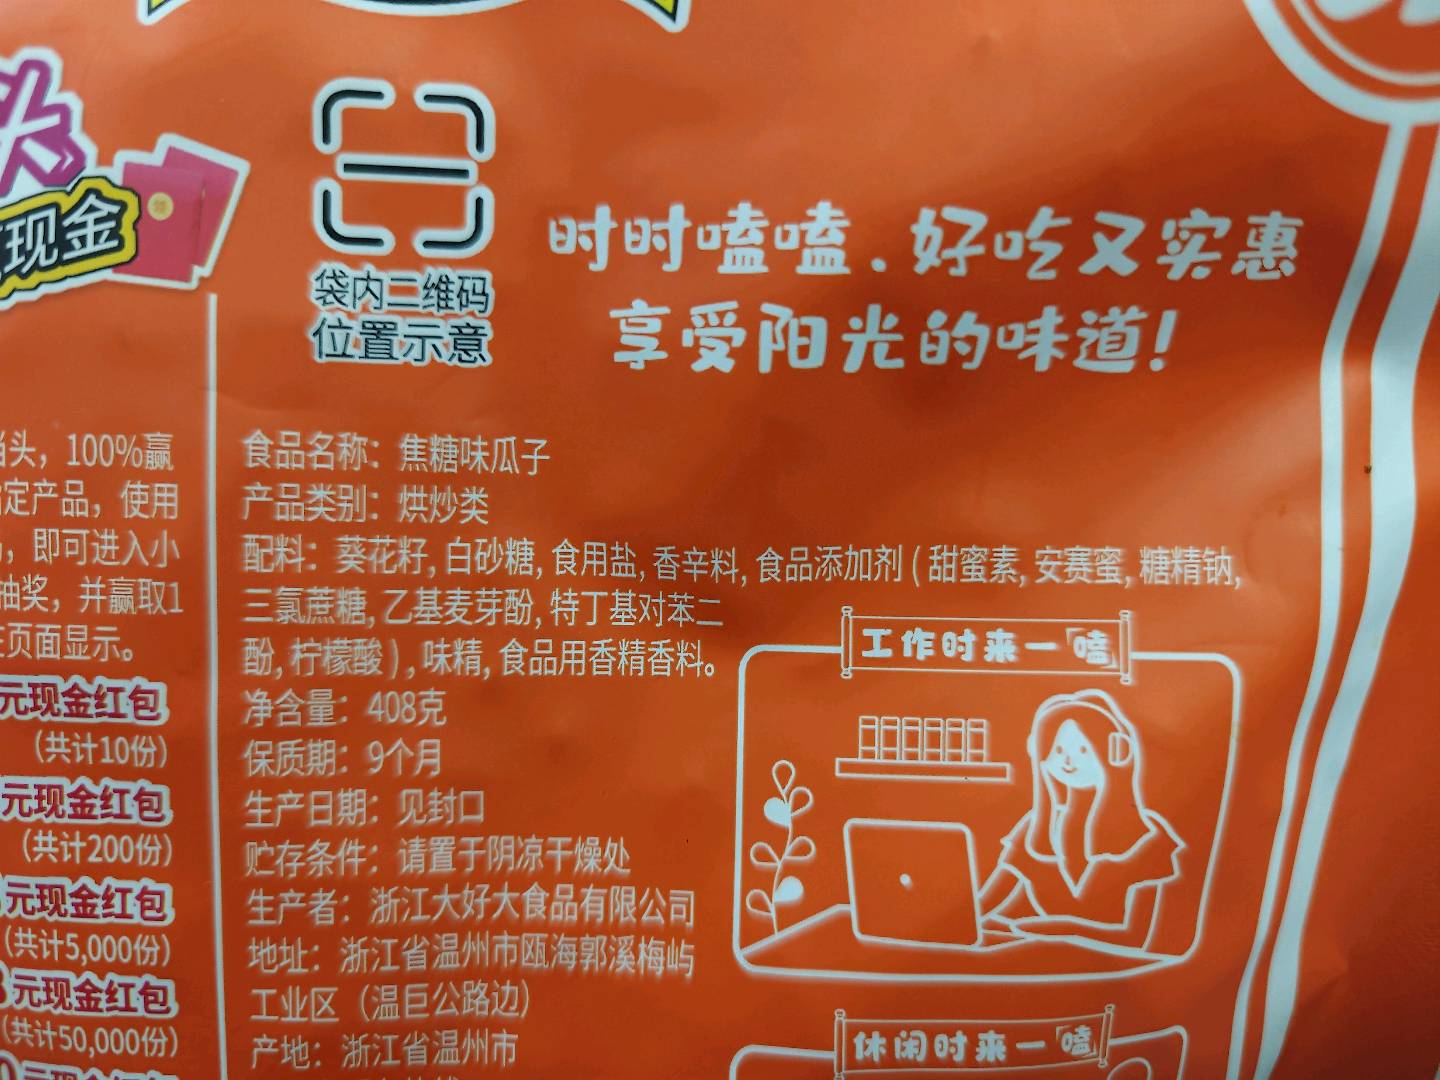 头
现金
袋内二维码
位置示意
时时嗑嗑.好吃又实惠
享受阳光的味道!
头，100%赢
定产品，使用
，即可进入小
抽奖，并赢取1
页面显示。
元现金红包
（共计10份）
元现金红包
（共计200份）
元现金红包
（共计5,000份）
元现金红包
（共计50,000份）
元现金红包
食品名称：焦糖味瓜子
产品类别：烘炒类
配料：葵花籽,白砂糖,食用盐,香辛料,食品添加剂(甜蜜素,安赛蜜,糖精钠,
三氯蔗糖,乙基麦芽酚,特丁基对苯二
酚,柠檬酸),味精,食品用香精香料。
净含量：408克
保质期：9个月
生产日期：见封口
贮存条件：请置于阴凉干燥处
生产者：浙江大好大食品有限公司
地址：浙江省温州市瓯海郭溪梅屿
工业区（温巨公路边）
产地：浙江省温州市
工作时来一「嗑」
休闲时来一「嗑」